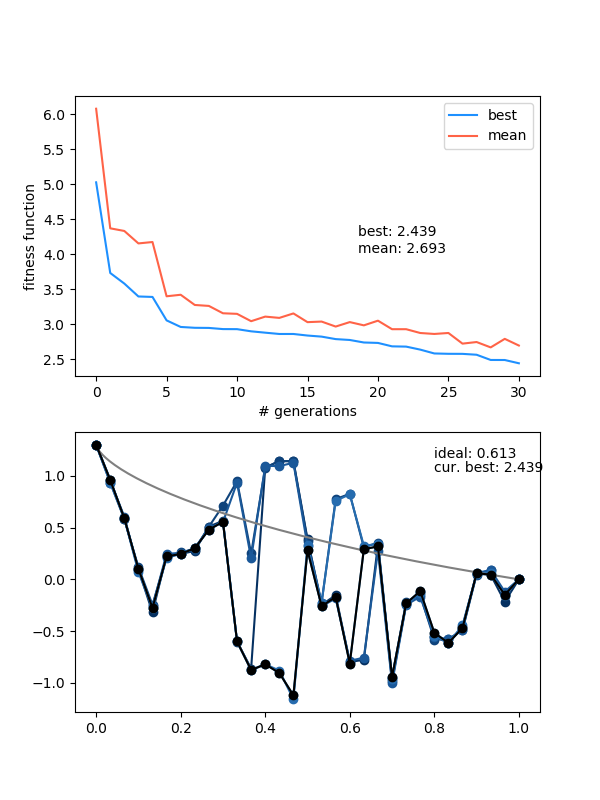 6.0
5.5
5.0
4.5
4.0
3.5
3.0
2.5
fitness function
best
mean
best: 2.439
mean: 2.693
0 5 10 15 20 25 30
# generations
ideal: 0.613
cur. best: 2.439
1.0
0.5
0.0
−0.5
−1.0
0.0 0.2 0.4 0.6 0.8 1.0